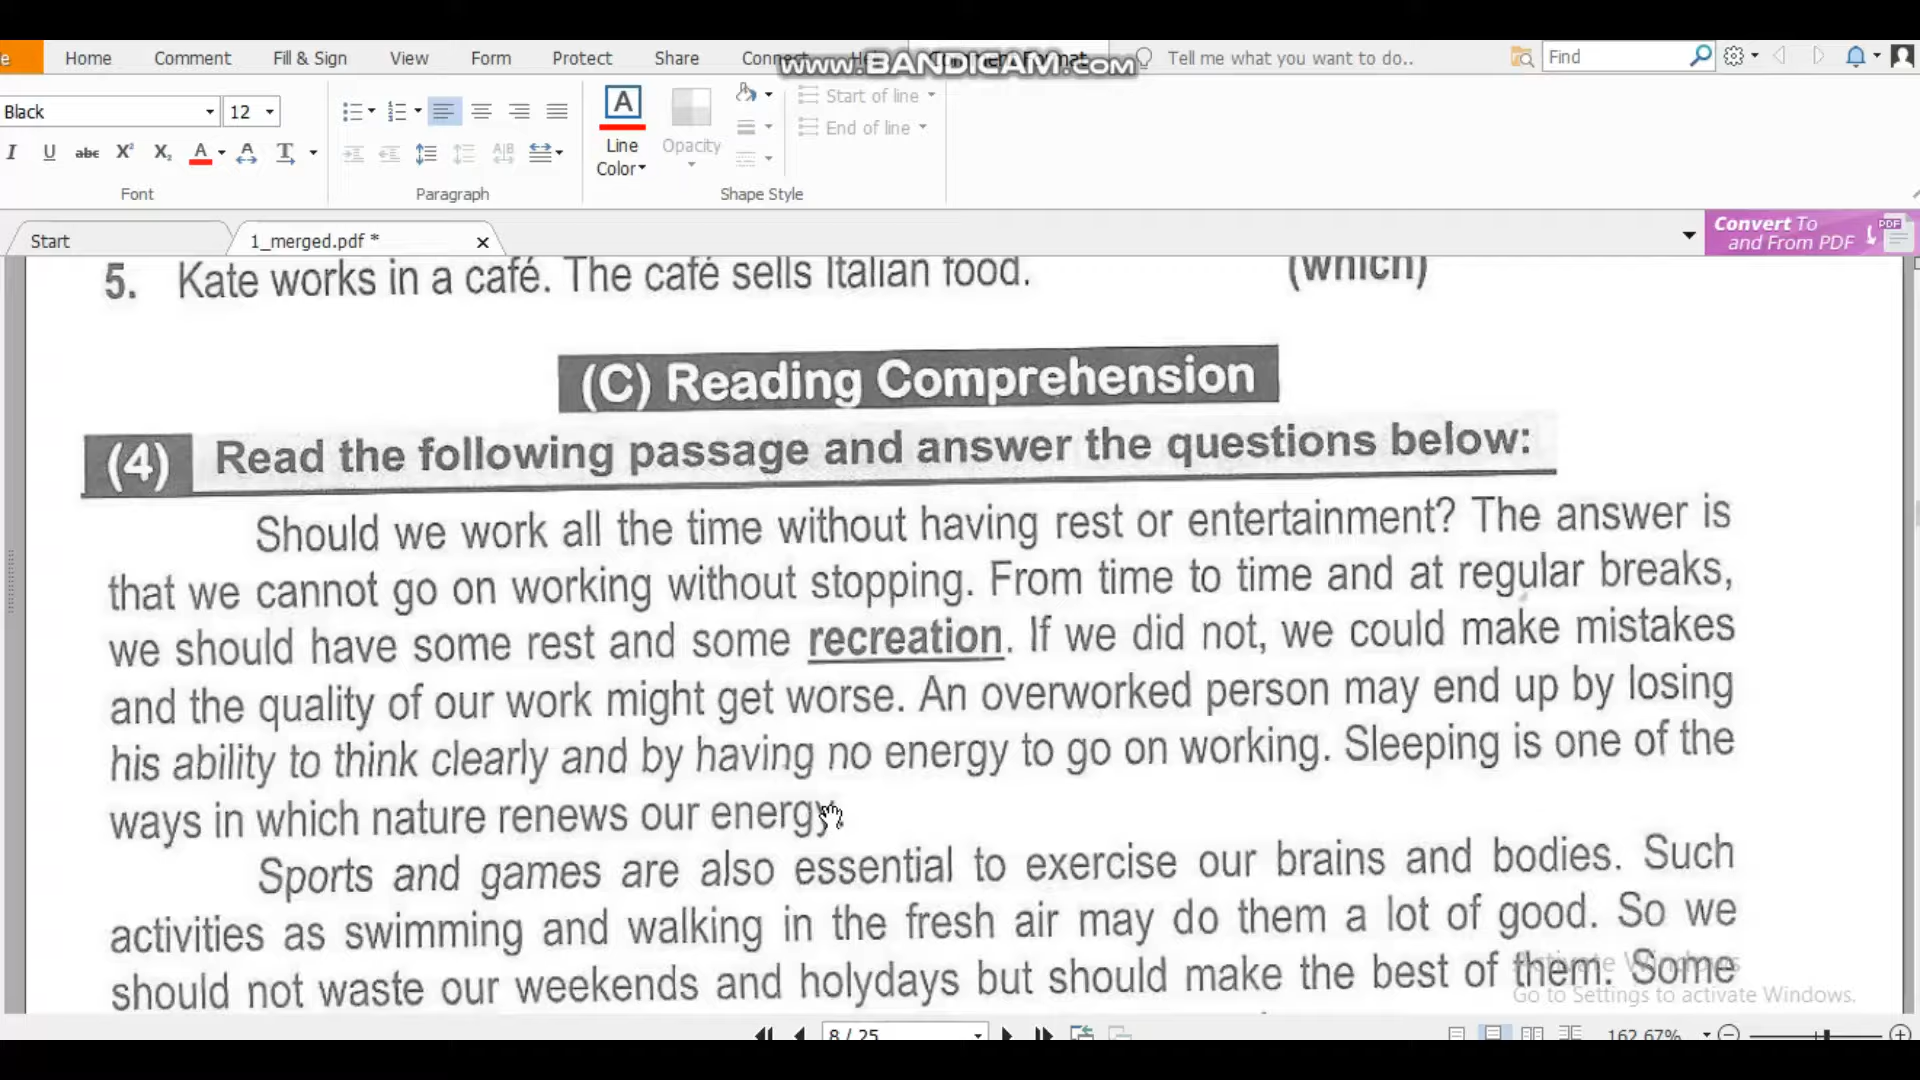 e Home Comment Fill & Sign View Form Protect Share Tell me what you want to do.. Find
www.BANDICAM.com
Black 12 Start of line
End of line
I U abc X² X₂ A A T Line Color Opacity
Font Paragraph Shape Style
Start 1_merged.pdf * Convert To and From PDF PDF
5. Kate works in a café. The café sells Italian food. (which)
(C) Reading Comprehension
(4) Read the following passage and answer the questions below:
Should we work all the time without having rest or entertainment? The answer is
that we cannot go on working without stopping. From time to time and at regular breaks,
we should have some rest and some recreation. If we did not, we could make mistakes
and the quality of our work might get worse. An overworked person may end up by losing
his ability to think clearly and by having no energy to go on working. Sleeping is one of the
ways in which nature renews our energy.
Sports and games are also essential to exercise our brains and bodies. Such
activities as swimming and walking in the fresh air may do them a lot of good. So we
should not waste our weekends and holydays but should make the best of them. Some
Activate Windows
Go to Settings to activate Windows.
8 / 25 162.67%